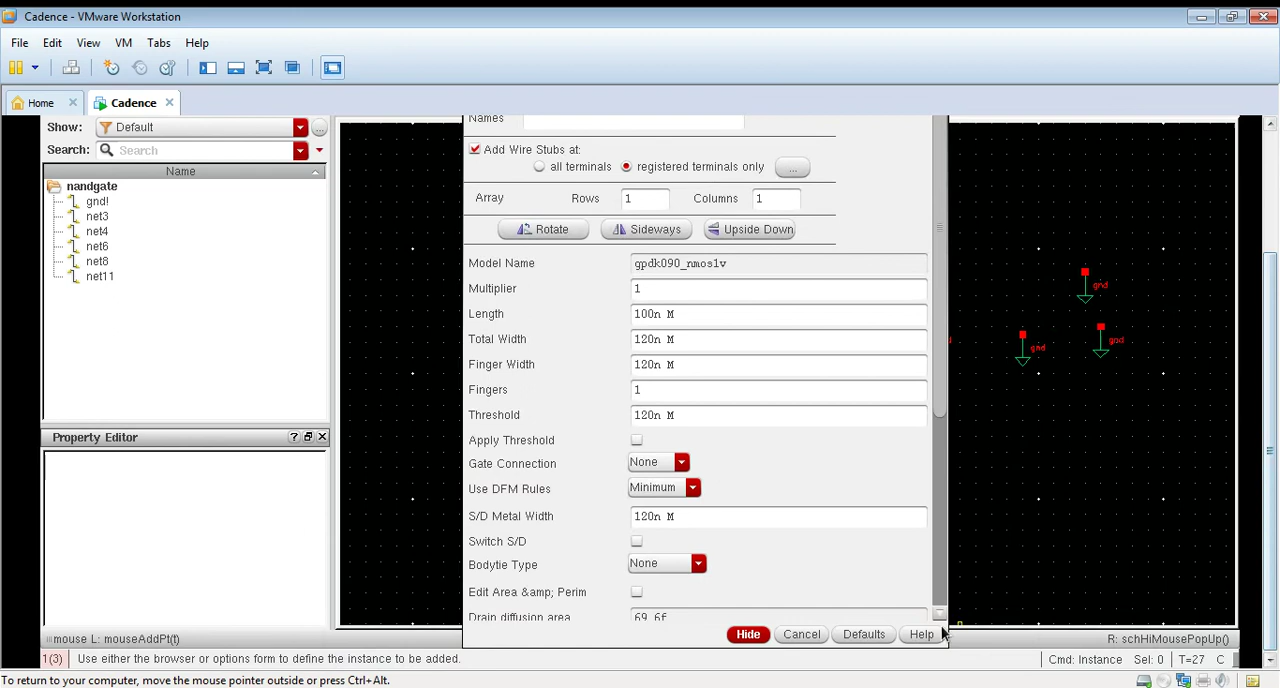 Cadence - VMware Workstation
File Edit View VM Tabs Help
Home Cadence
Show: Default
Search: Search
Name
nandgate
gnd!
net3
net4
net6
net8
net11
Property Editor
Names
Add Wire Stubs at:
all terminals registered terminals only ...
Array Rows 1 Columns 1
Rotate Sideways Upside Down
Model Name gpdk090_nmos1v
Multiplier 1
Length 100n M
Total Width 120n M
Finger Width 120n M
Fingers 1
Threshold 120n M
Apply Threshold
Gate Connection None
Use DFM Rules Minimum
S/D Metal Width 120n M
Switch S/D
Bodytie Type None
Edit Area &amp; Perim
Drain diffusion area 69.6f
Hide Cancel Defaults Help
gnd
gnd
gnd
mouse L: mouseAddPt(t) R: schHiMousePopUp()
1(3) Use either the browser or options form to define the instance to be added. Cmd: Instance Sel: 0 T=27 C
To return to your computer, move the mouse pointer outside or press Ctrl+Alt.